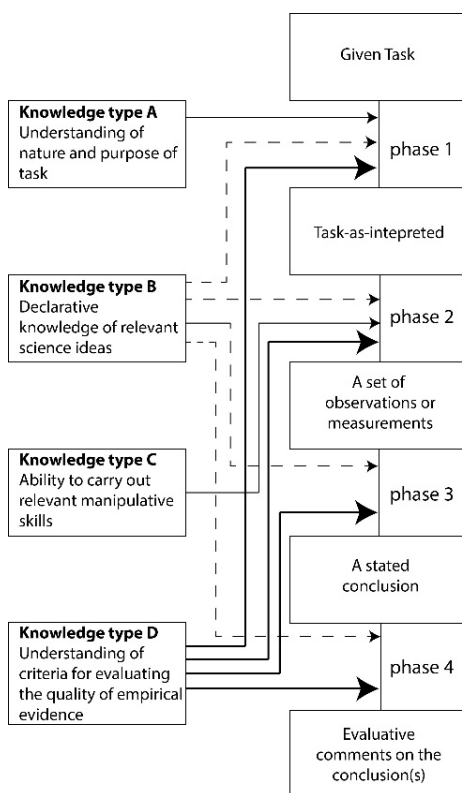 Given Task
Knowledge type A
Understanding of
nature and purpose of
task
phase 1
Task-as-intepreted
Knowledge type B
Declarative
knowledge of relevant
science ideas
phase 2
A set of
observations or
measurements
Knowledge type C
Ability to carry out
relevant manipulative
skills
phase 3
A stated
conclusion
Knowledge type D
Understanding of
criteria for evaluating
the quality of empirical
evidence
phase 4
Evaluative
comments on the
conclusion(s)